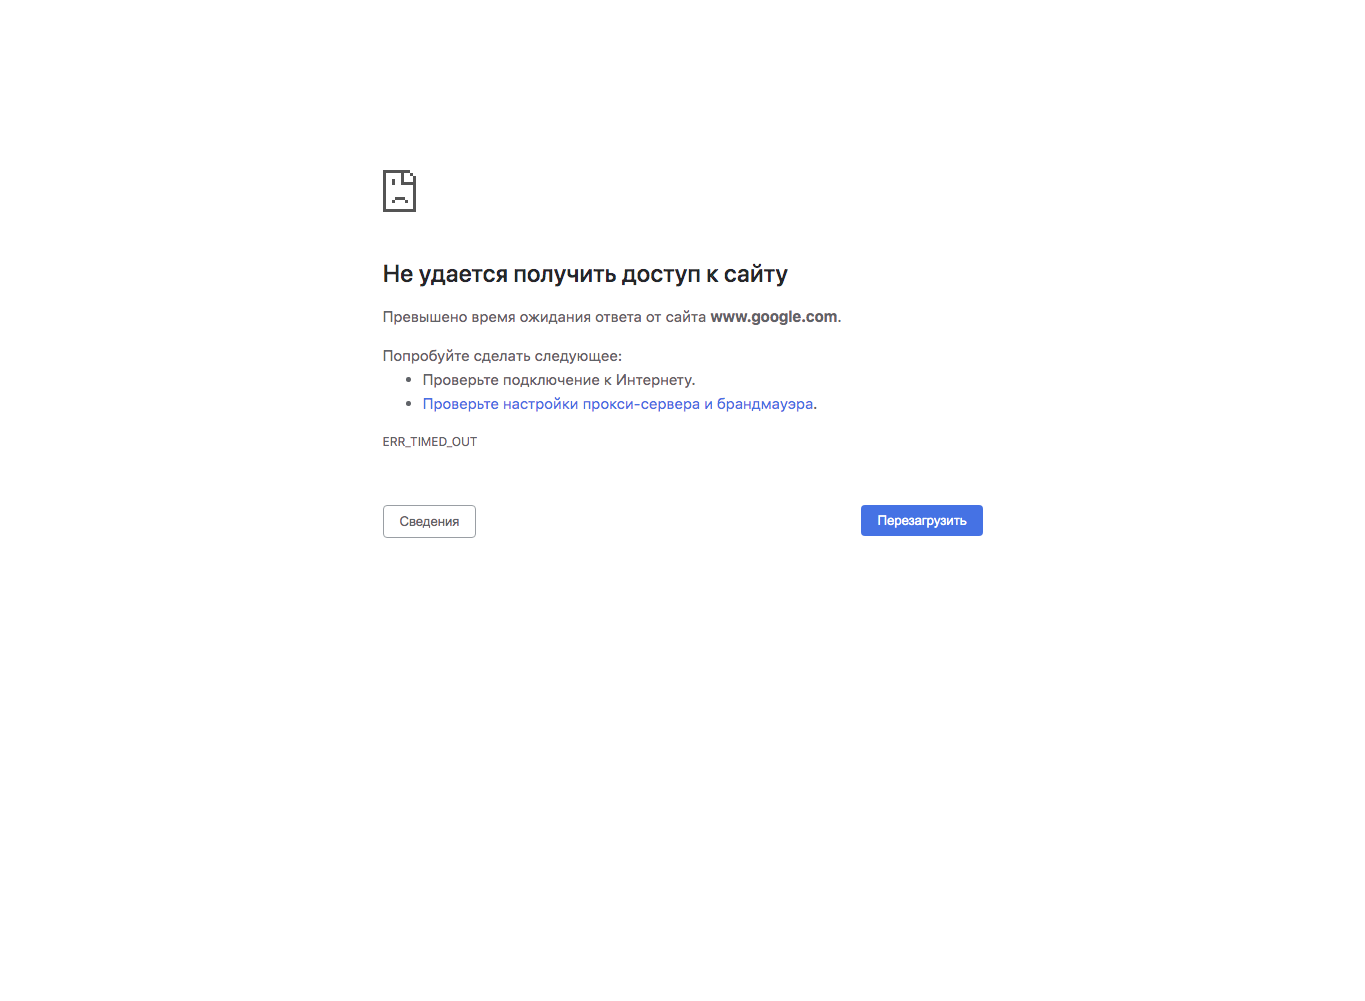 Не удается получить доступ к сайту
Превышено время ожидания ответа от сайта www.google.com.
Попробуйте сделать следующее:
Проверьте подключение к Интернету.
Проверьте настройки прокси-сервера и брандмауэра.
ERR_TIMED_OUT
Сведения
Перезагрузить